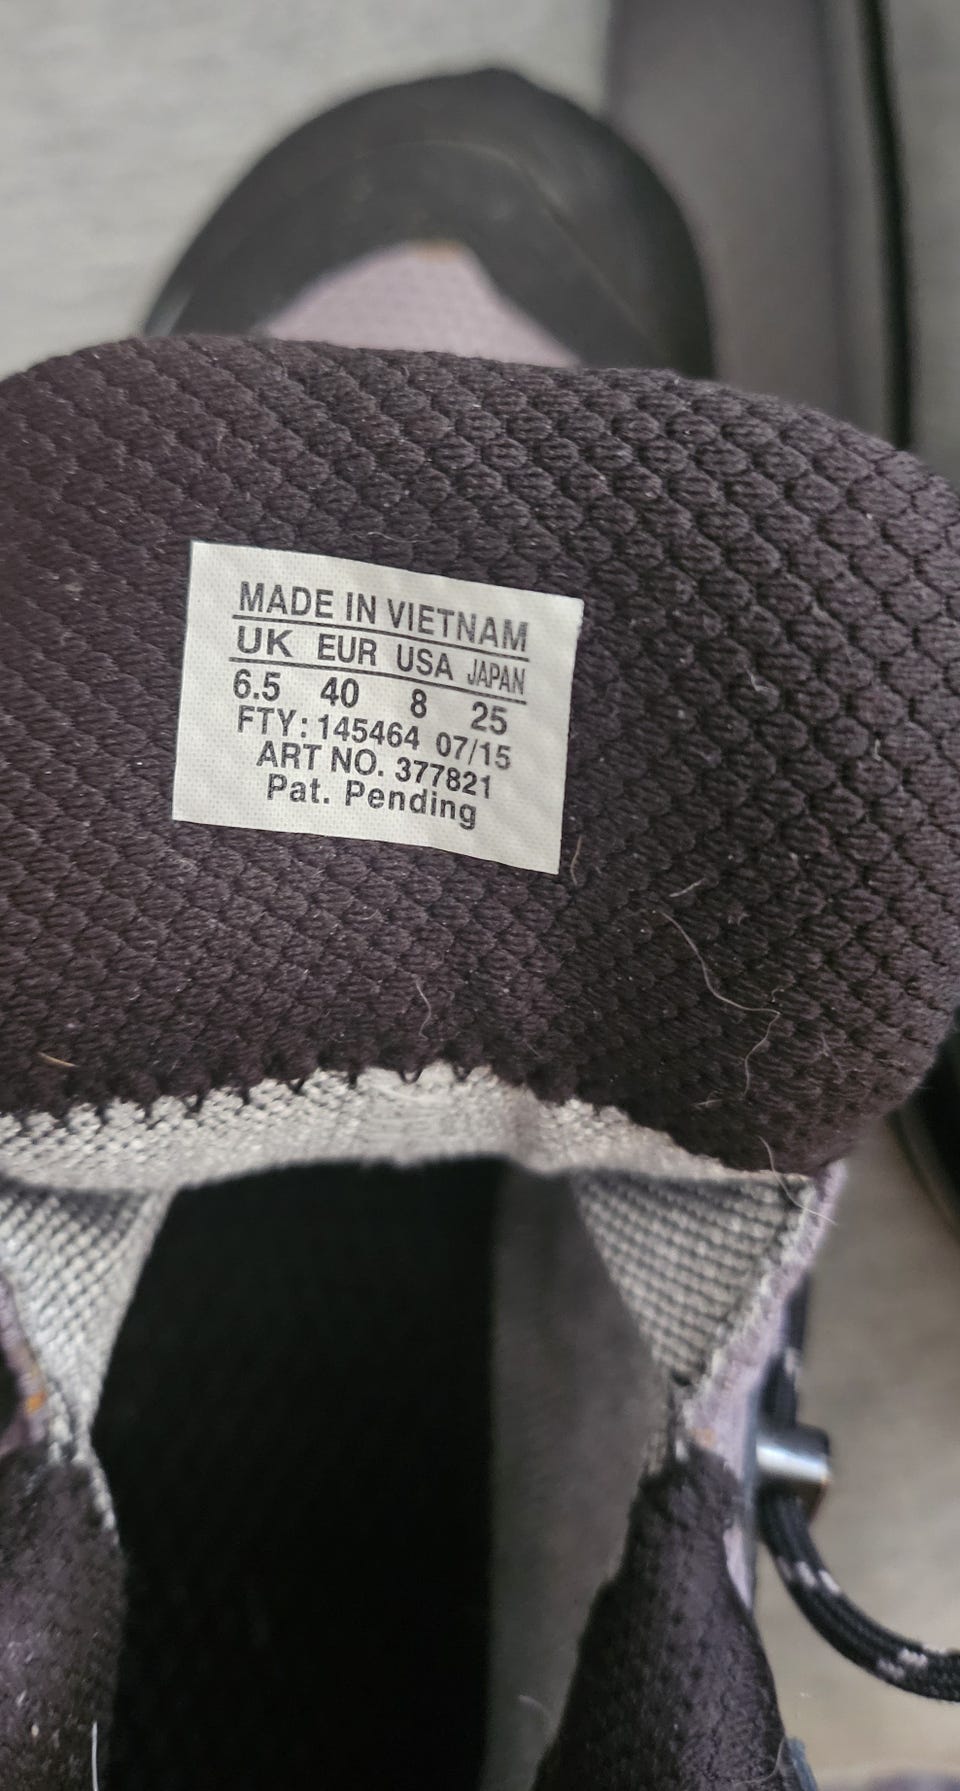 MADE IN VIETNAM
UK EUR USA JAPAN
6.5 40 8 25
FTY: 145464 07/15
ART NO. 377821
Pat. Pending